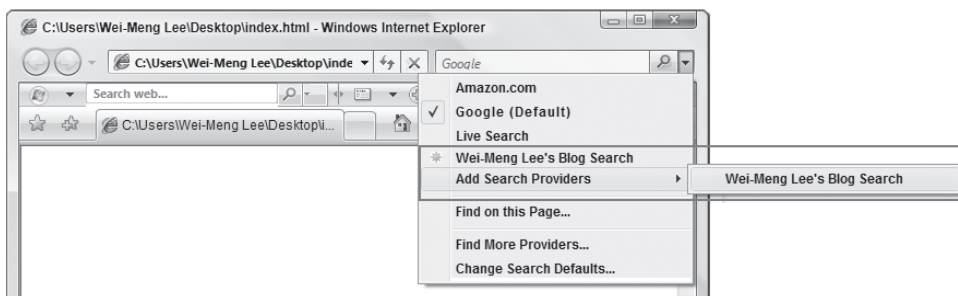 C:\Users\Wei-Meng Lee\Desktop\index.html - Windows Internet Explorer
C:\Users\Wei-Meng Lee\Desktop\inde
Google
Search web...
C:\Users\Wei-Meng Lee\Desktop\i...
Amazon.com
Google (Default)
Live Search
Wei-Meng Lee's Blog Search
Add Search Providers
Wei-Meng Lee's Blog Search
Find on this Page...
Find More Providers...
Change Search Defaults...